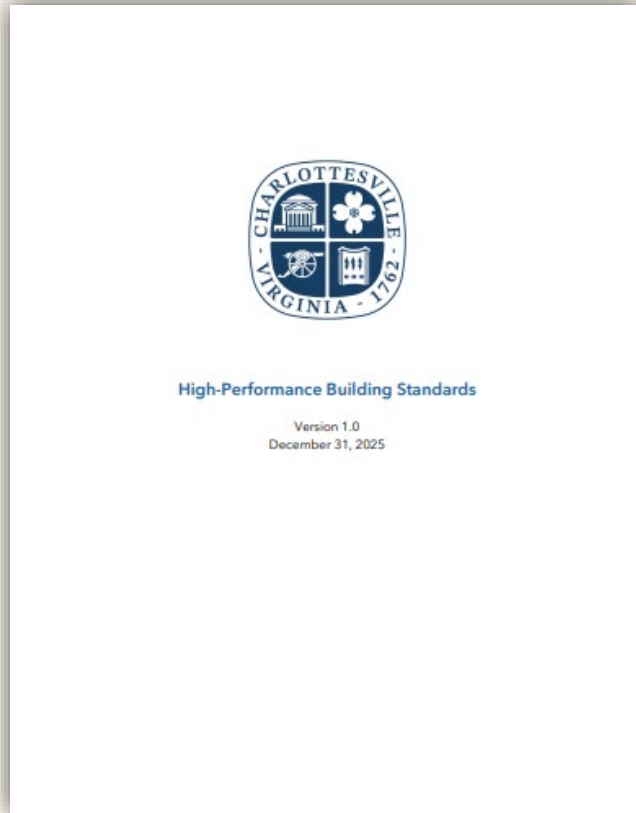 CHARLOTTESVILLE
VIRGINIA - 1762
High-Performance Building Standards
Version 1.0
December 31, 2025